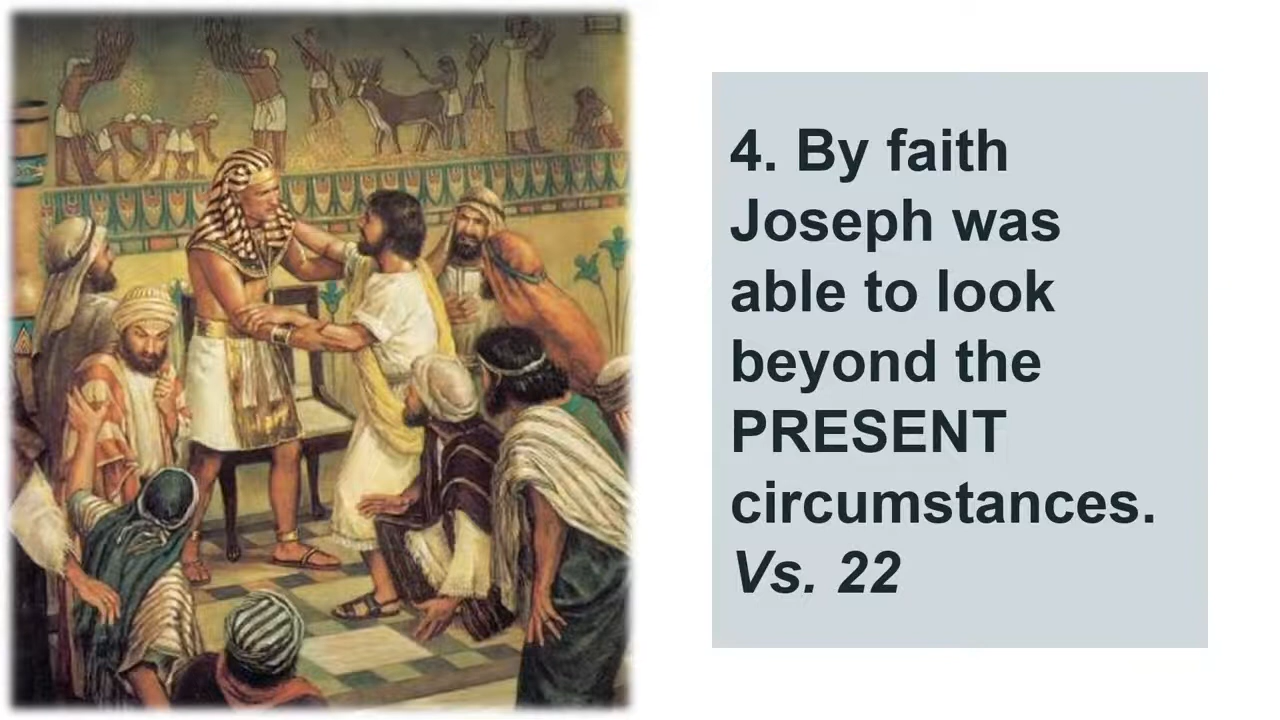 4. By faith
Joseph was
able to look
beyond the
PRESENT
circumstances.
Vs. 22